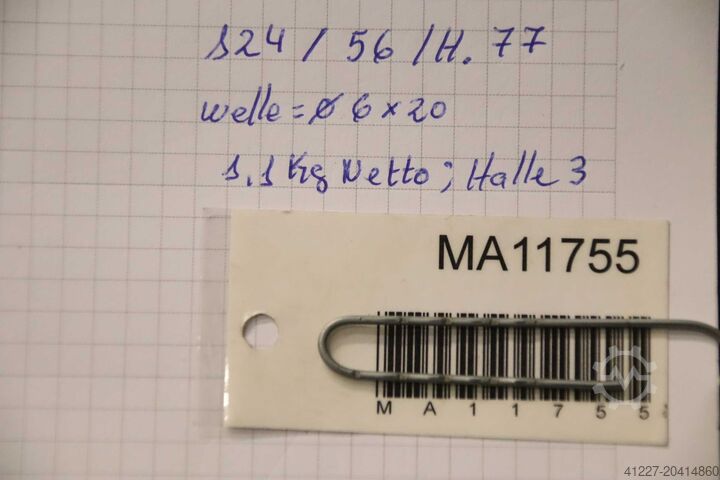 124 / 56 / H. 77
Welle = ø 6 x 20
1.1 Kg Netto ; Halle 3
MA11755
M A 1 1 7 5 5
41227-20414860